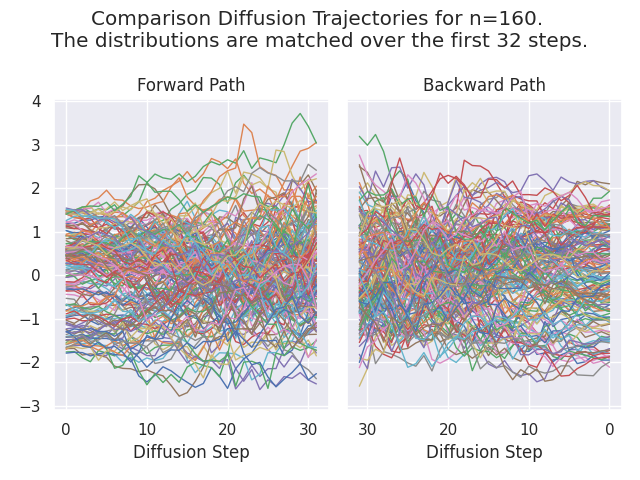 Comparison Diffusion Trajectories for n=160.
The distributions are matched over the first 32 steps.
Forward Path
Backward Path
4
3
2
1
0
−1
−2
−3
0 10 20 30
30 20 10 0
Diffusion Step
Diffusion Step